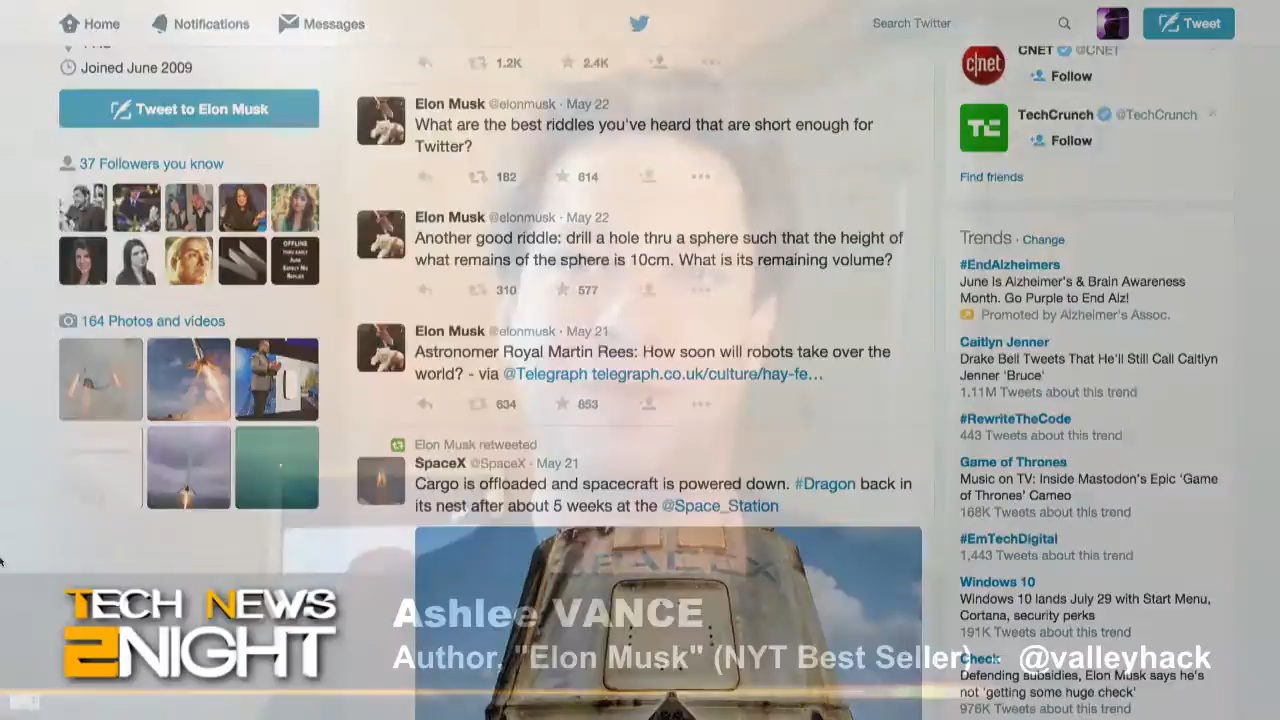 Home Notifications Messages
Search Twitter
Tweet
Joined June 2009
Tweet to Elon Musk
37 Followers you know
OFFLINE
164 Photos and videos
1.2K 2.4K
Elon Musk @elonmusk · May 22
What are the best riddles you've heard that are short enough for
Twitter?
182 614
Elon Musk @elonmusk · May 22
Another good riddle: drill a hole thru a sphere such that the height of
what remains of the sphere is 10cm. What is its remaining volume?
310 577
Elon Musk @elonmusk · May 21
Astronomer Royal Martin Rees: How soon will robots take over the
world? - via @Telegraph telegraph.co.uk/culture/hay-fe…
634 853
Elon Musk retweeted
SpaceX @SpaceX · May 21
Cargo is offloaded and spacecraft is powered down. #Dragon back in
its nest after about 5 weeks at the @Space_Station
SPACEX
cnet
CNET @CNET
Follow
TC
TechCrunch @TechCrunch
Follow
Find friends
Trends · Change
#EndAlzheimers
June Is Alzheimer's & Brain Awareness
Month. Go Purple to End Alz!
Promoted by Alzheimer's Assoc.
Caitlyn Jenner
Drake Bell Tweets That He'll Still Call Caitlyn
Jenner 'Bruce'
1.11M Tweets about this trend
#RewriteTheCode
443 Tweets about this trend
Game of Thrones
Music on TV: Inside Mastodon's Epic 'Game
of Thrones' Cameo
168K Tweets about this trend
#EmTechDigital
1,443 Tweets about this trend
Windows 10
Windows 10 lands July 29 with Start Menu,
Cortana, security perks
191K Tweets about this trend
Check
Defending subsidies, Elon Musk says he's
not 'getting some huge check'
976K Tweets about this trend
TECH NEWS
2NIGHT
Ashlee VANCE
Author, "Elon Musk" (NYT Best Seller) - @valleyhack